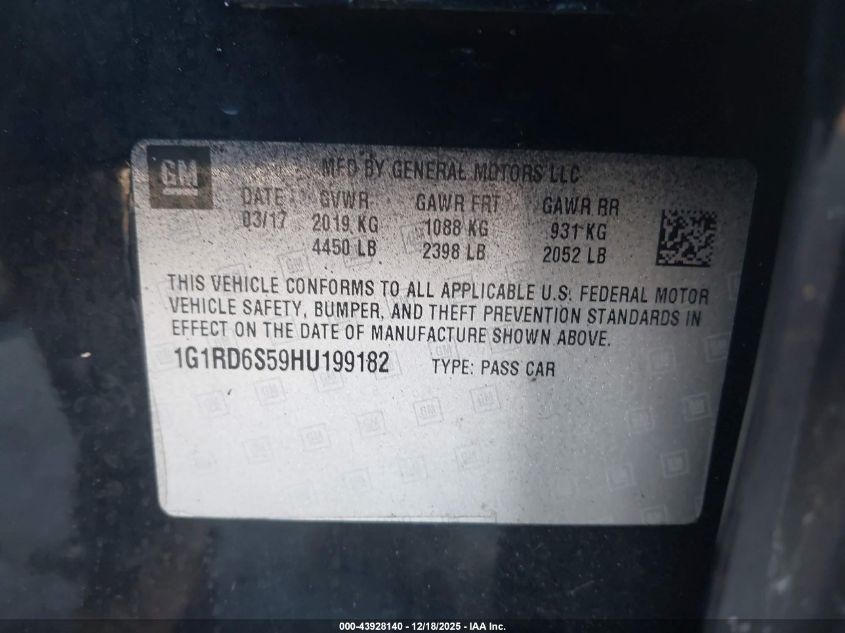 GM
MFD BY GENERAL MOTORS LLC
DATE GVWR GAWR FRT GAWR RR
03/17 2019 KG 1088 KG 931 KG
4450 LB 2398 LB 2052 LB
THIS VEHICLE CONFORMS TO ALL APPLICABLE U.S. FEDERAL MOTOR
VEHICLE SAFETY, BUMPER, AND THEFT PREVENTION STANDARDS IN
EFFECT ON THE DATE OF MANUFACTURE SHOWN ABOVE.
1G1RD6S59HU199182 TYPE: PASS CAR
000-43928140 - 12/18/2025 - IAA Inc.